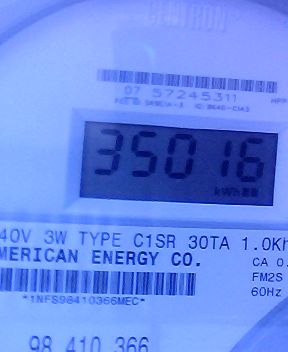 CENTRON
07 57245311
35016
kWh
40V 3W TYPE C1SR 30TA 1.0Kh
MERICAN ENERGY CO.
CA 0.
FM2S
*1NFS98410366MEC*
60Hz
98 410 366